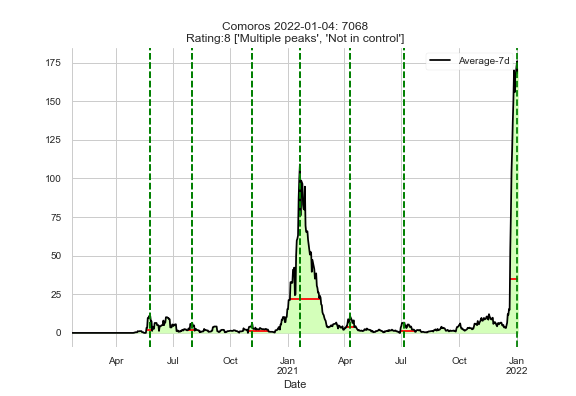 Comoros 2022-01-04: 7068
Rating:8 ['Multiple peaks', 'Not in control']
Average-7d
175
150
125
100
75
50
25
0
Apr Jul Oct Jan Apr Jul Oct Jan
2021 2022
Date